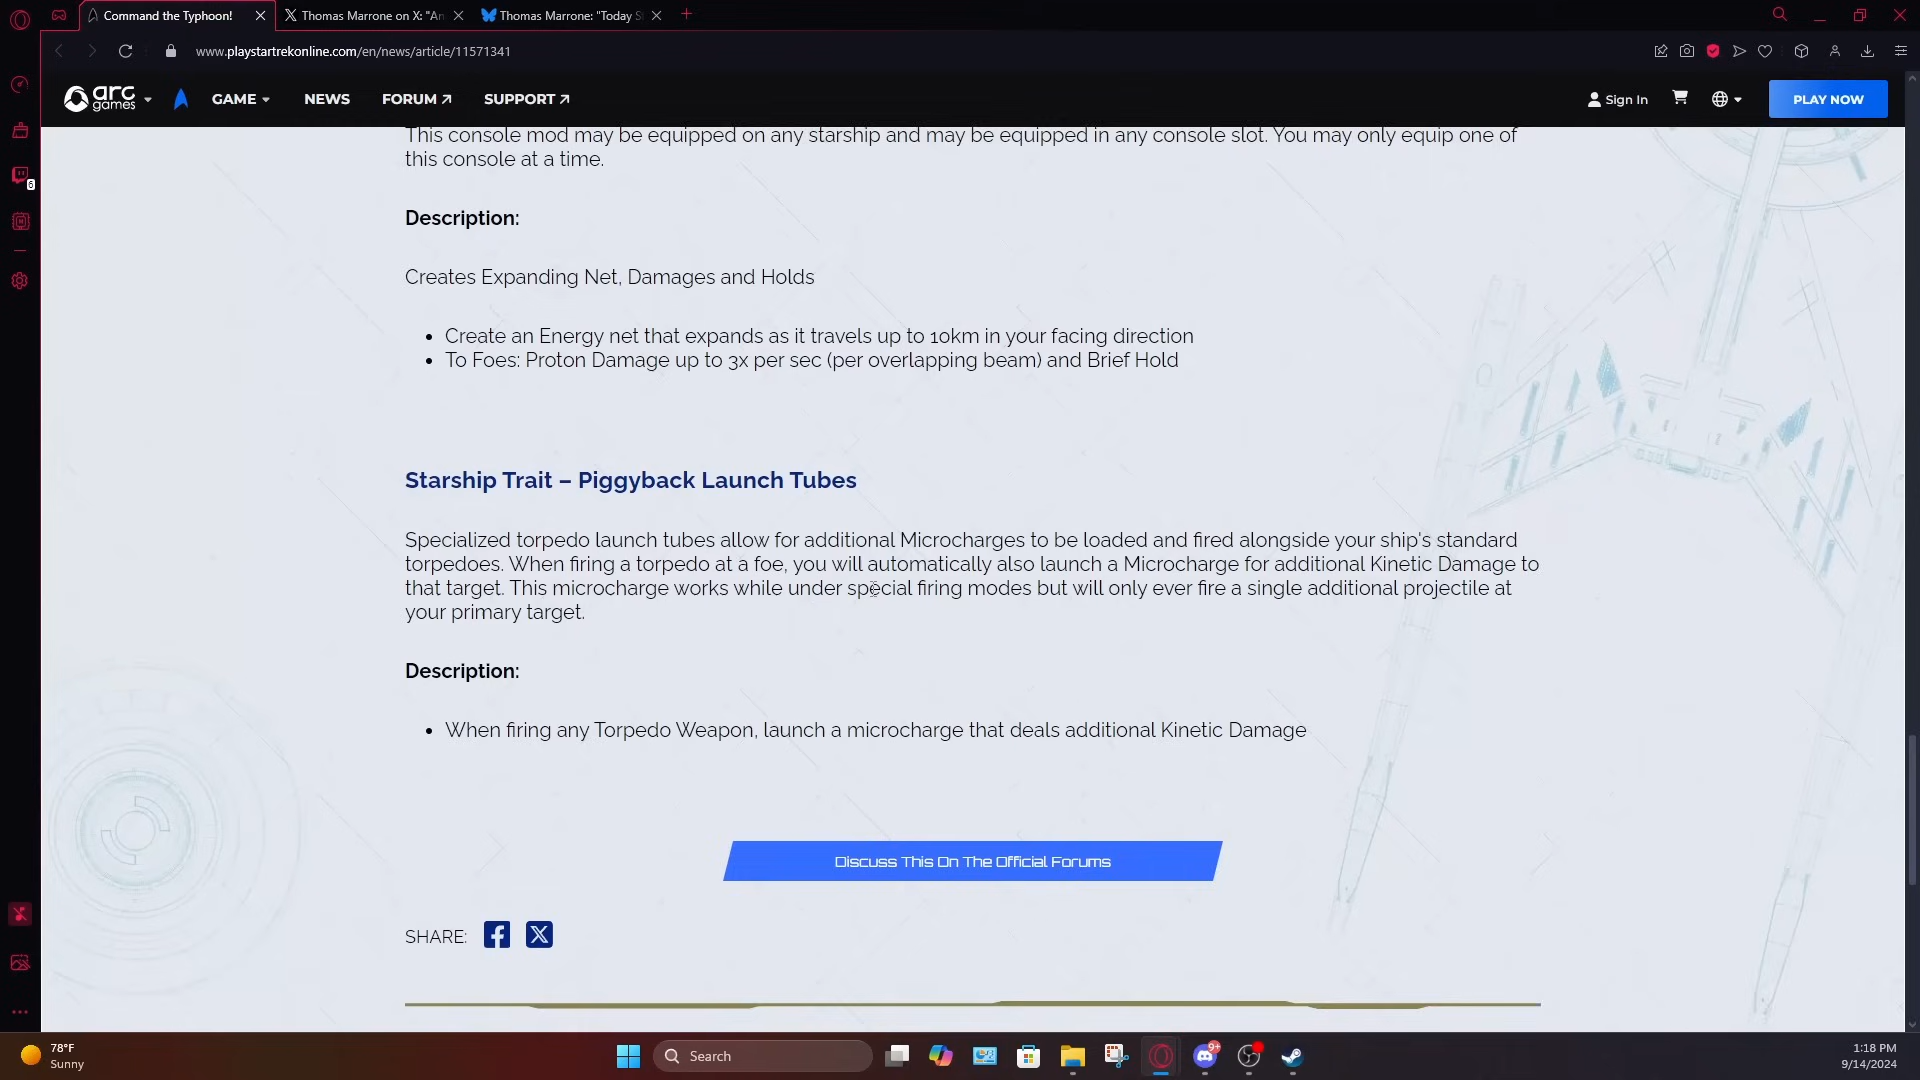 Command the Typhoon!
Thomas Marrone on X: "An
Thomas Marrone: "Today S
www.playstartrekonline.com/en/news/article/11571341
arc games
GAME
NEWS
FORUM
SUPPORT
Sign In
PLAY NOW
6
This console mod may be equipped on any starship and may be equipped in any console slot. You may only equip one of
this console at a time.
Description:
Creates Expanding Net, Damages and Holds
• Create an Energy net that expands as it travels up to 10km in your facing direction
• To Foes: Proton Damage up to 3x per sec (per overlapping beam) and Brief Hold
Starship Trait – Piggyback Launch Tubes
Specialized torpedo launch tubes allow for additional Microcharges to be loaded and fired alongside your ship's standard
torpedoes. When firing a torpedo at a foe, you will automatically also launch a Microcharge for additional Kinetic Damage to
that target. This microcharge works while under special firing modes but will only ever fire a single additional projectile at
your primary target.
Description:
• When firing any Torpedo Weapon, launch a microcharge that deals additional Kinetic Damage
Discuss This On The Official Forums
SHARE:
78°F
Sunny
Search
9+
1:18 PM
9/14/2024